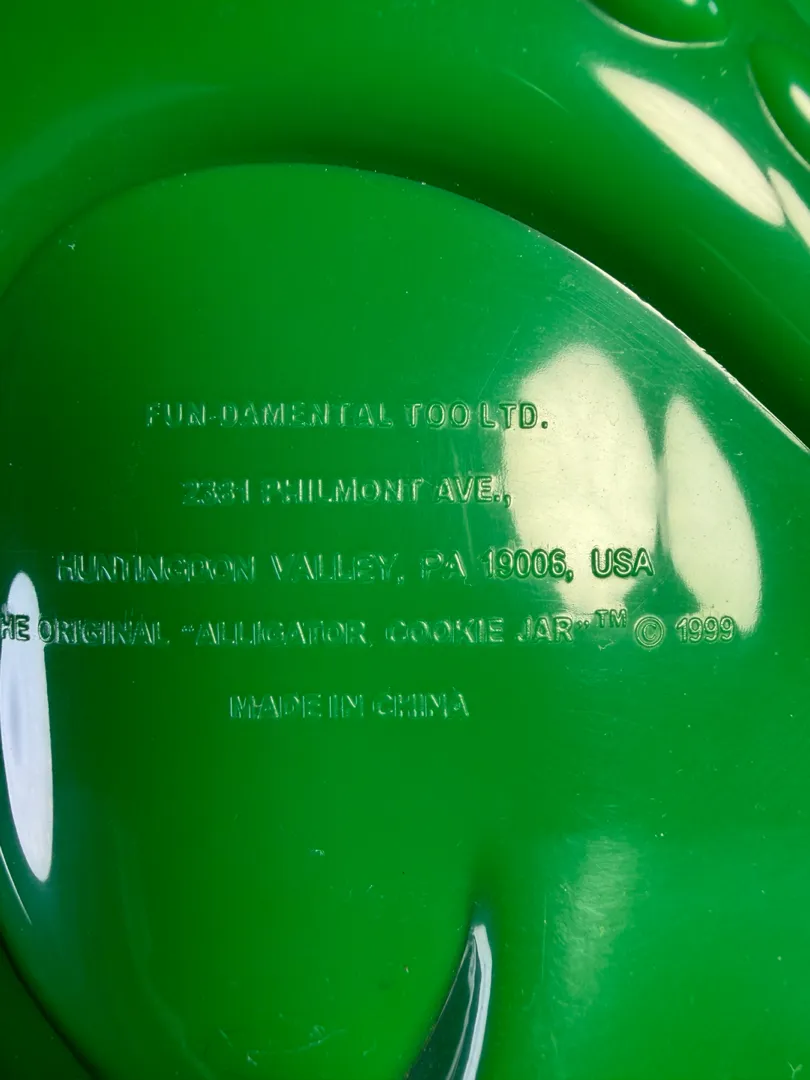 FUN-DAMENTAL TOO LTD.
2381 PHILMONT AVE.,
HUNTINGDON VALLEY, PA 19006, USA
HE ORIGINAL "ALLIGATOR COOKIE JAR"™ © 1999
MADE IN CHINA